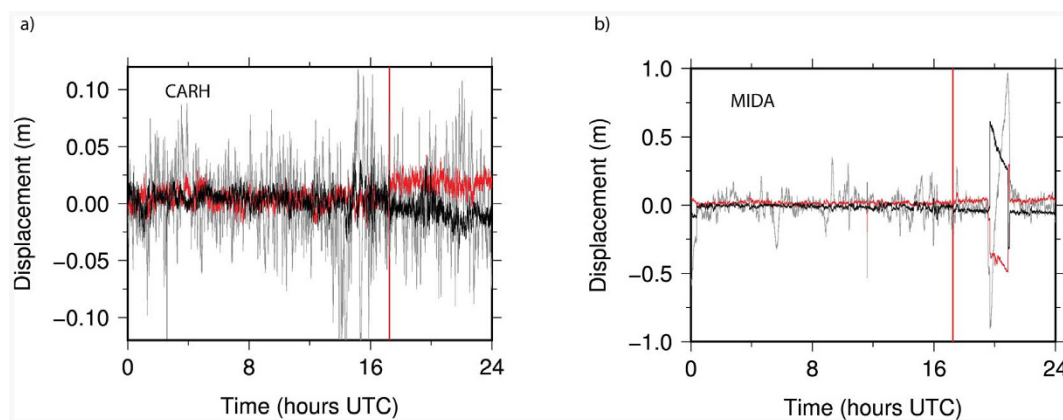 a)
CARH
Displacement (m)
0.10
0.05
0.00
−0.05
−0.10
0 8 16 24
Time (hours UTC)
b)
MIDA
Displacement (m)
1.0
0.5
0.0
−0.5
−1.0
0 8 16 24
Time (hours UTC)